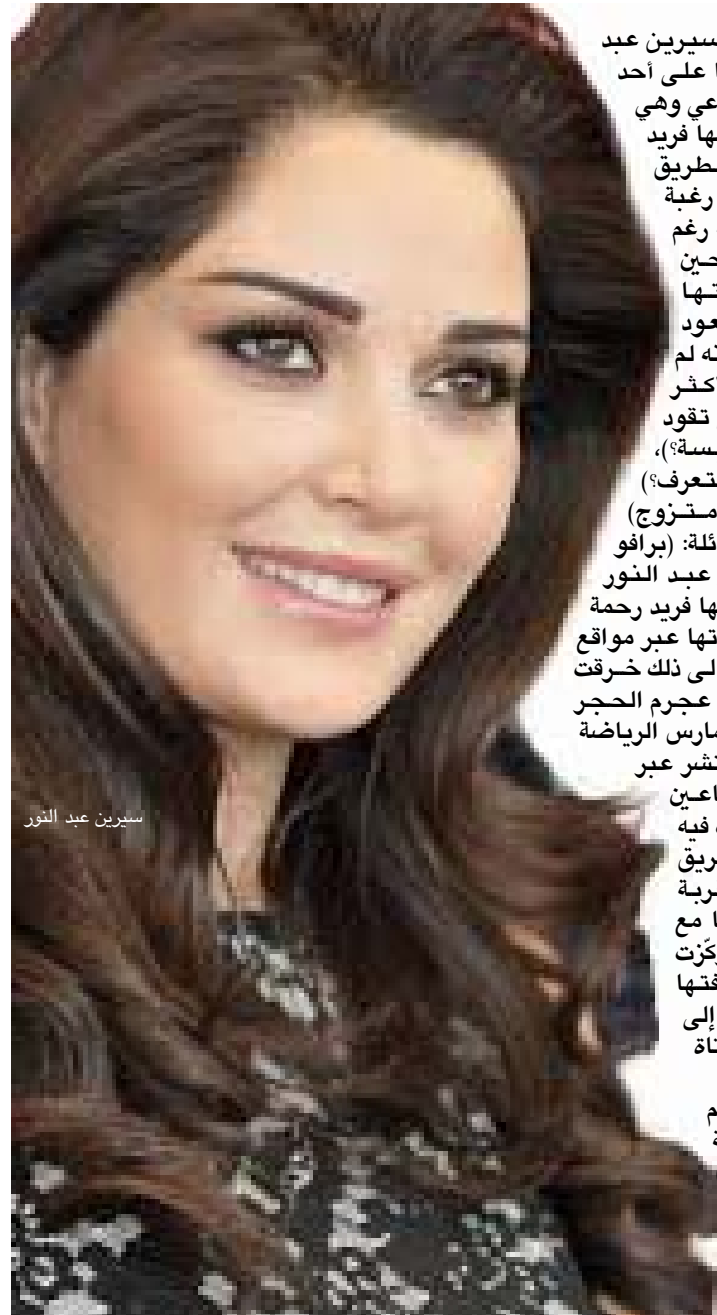 سيرين عبد
ا على أحد
عي وهي
ها فريد
طريق
رغبة
رغم
حين
تها
عود
ه لم
كثر
تقود
سة؟)،
تعرف؟)
متزوج)
ئلة: (برافو
عبد النور
ها فريد رحمة
تها عبر مواقع
لى ذلك خرقت
عجرم الحجر
مارس الرياضة
نشر عبر
اعين
فيه
ريق
ربة
ا مع
كّزت
فتها
إلى
تاة
م
سيرين عبد النور